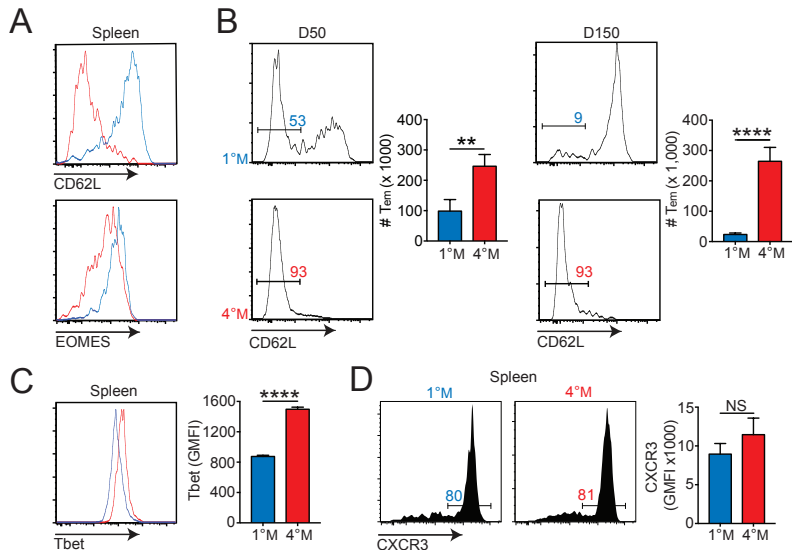 A
Spleen
CD62L
EOMES
B
D50
53
1°M
93
4°M
CD62L
# Tem (x 1000)
400
300
200
100
0
**
1°M 4°M
D150
9
93
CD62L
# Tem (x 1,000)
400
300
200
100
0
****
1°M 4°M
C
Spleen
Tbet
Tbet (GMFI)
1600
1200
800
400
0
****
1°M 4°M
D
Spleen
1°M
4°M
80
81
CXCR3
CXCR3
(GMFI x1000)
15
10
5
0
NS
1°M 4°M